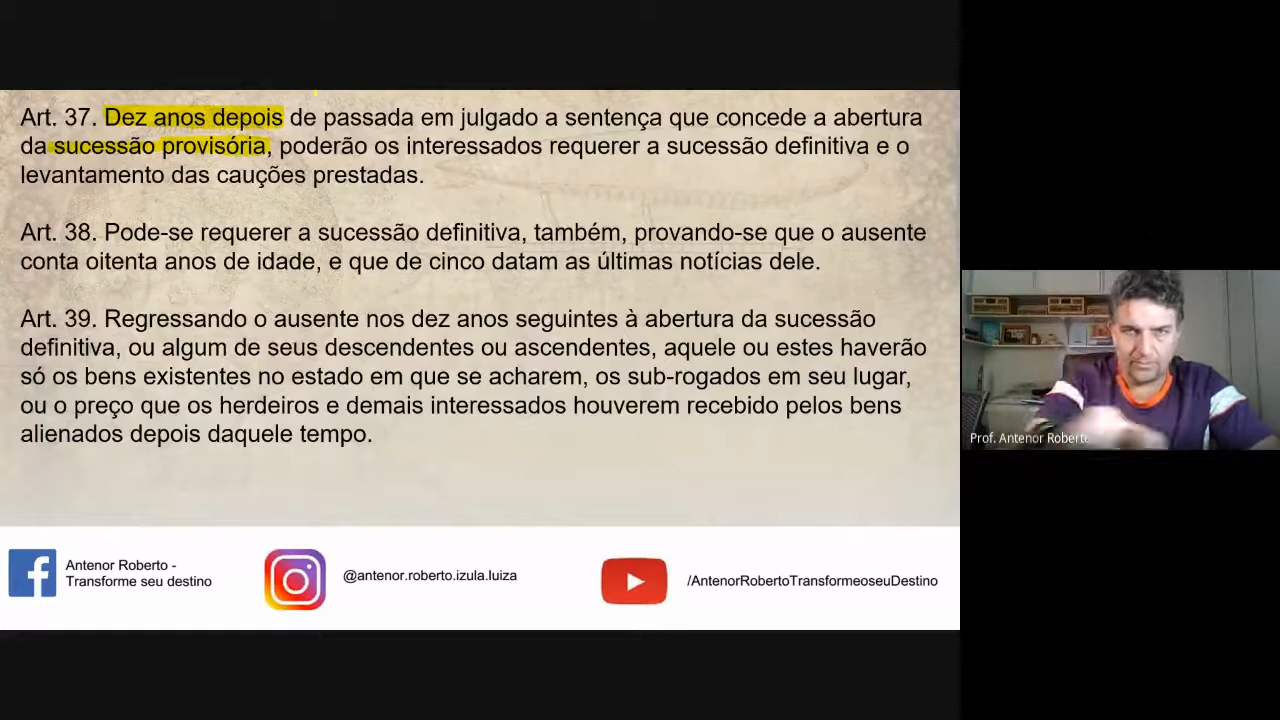 Art. 37. Dez anos depois de passada em julgado a sentença que concede a abertura
da sucessão provisória, poderão os interessados requerer a sucessão definitiva e o
levantamento das cauções prestadas.
Art. 38. Pode-se requerer a sucessão definitiva, também, provando-se que o ausente
conta oitenta anos de idade, e que de cinco datam as últimas notícias dele.
Art. 39. Regressando o ausente nos dez anos seguintes à abertura da sucessão
definitiva, ou algum de seus descendentes ou ascendentes, aquele ou estes haverão
só os bens existentes no estado em que se acharem, os sub-rogados em seu lugar,
ou o preço que os herdeiros e demais interessados houverem recebido pelos bens
alienados depois daquele tempo.
Prof. Antenor Roberto
Antenor Roberto -
Transforme seu destino
@antenor.roberto.izula.luiza
/AntenorRobertoTransformeoseuDestino